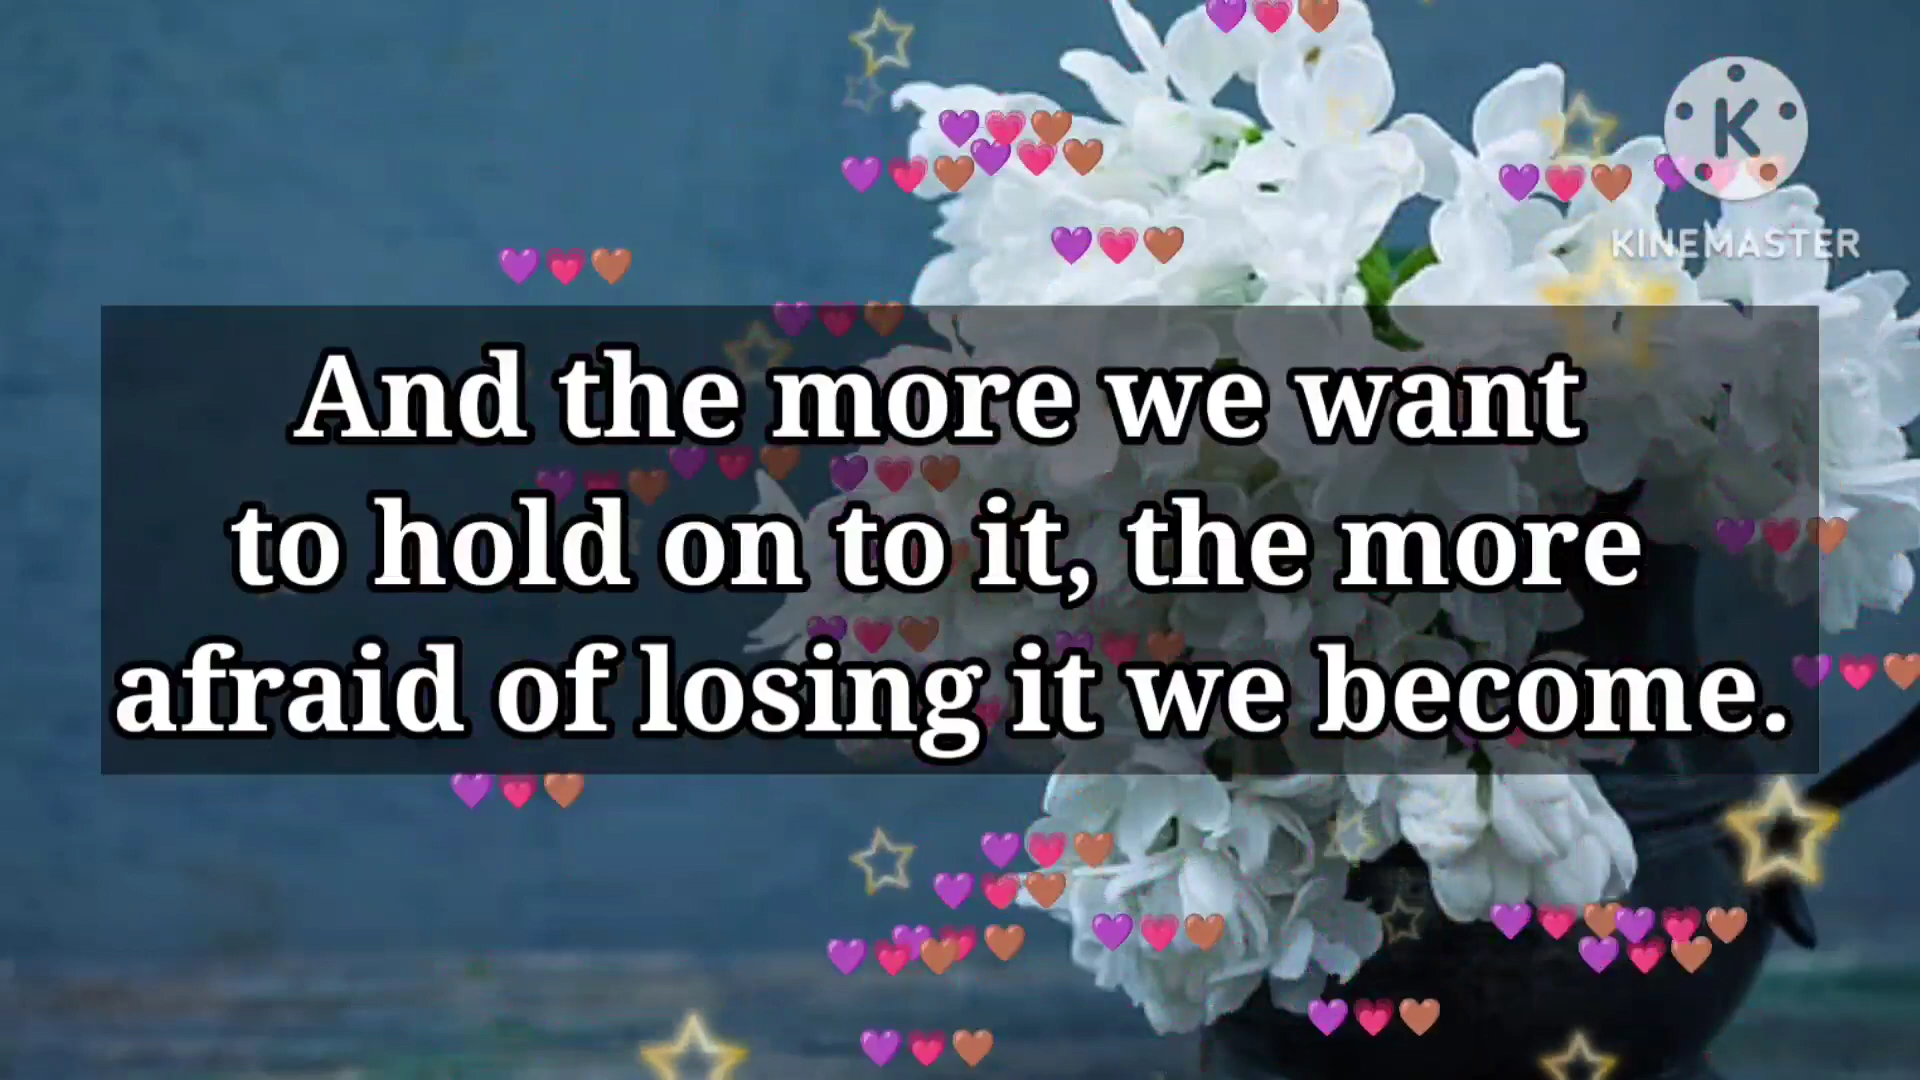 K
KINEMASTER
And the more we want
to hold on to it, the more
afraid of losing it we become.